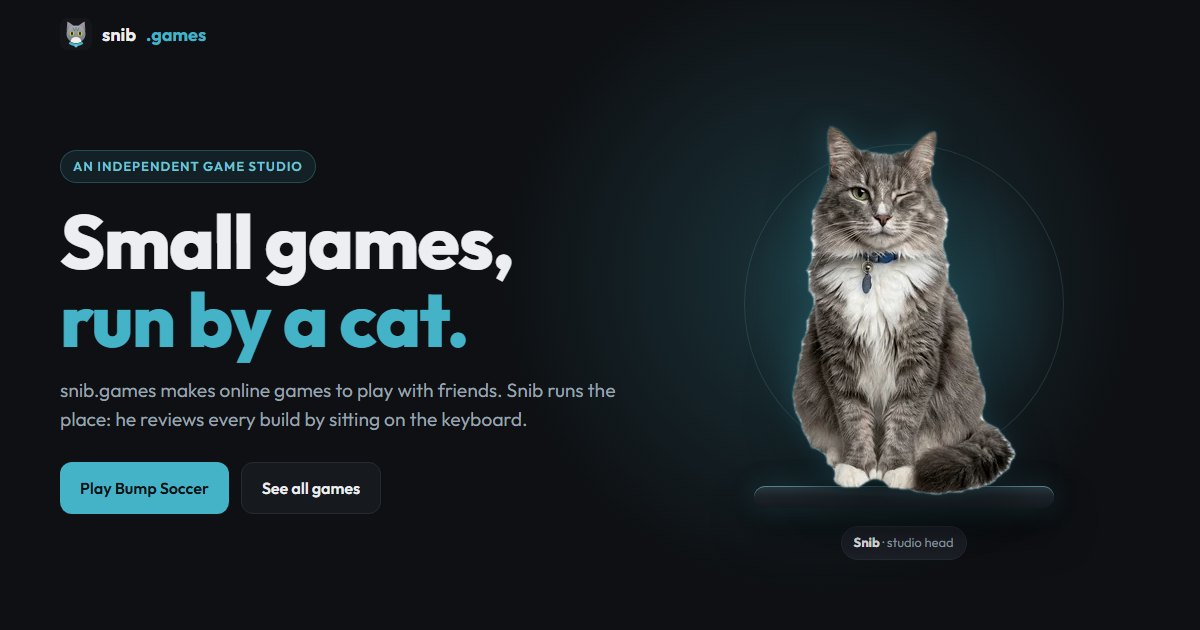 snib .games
AN INDEPENDENT GAME STUDIO
Small games,
run by a cat.
snib.games makes online games to play with friends. Snib runs the
place: he reviews every build by sitting on the keyboard.
Play Bump Soccer
See all games
Snib · studio head